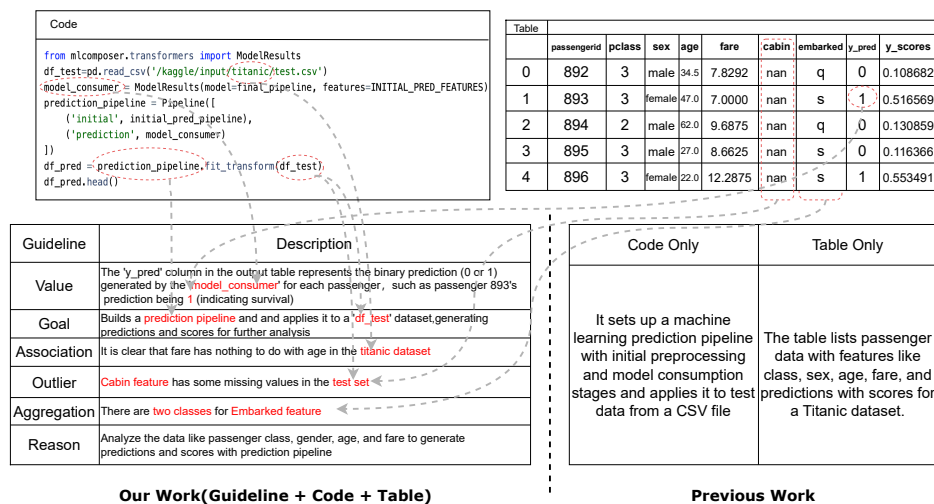 Code
from mlcomposer.transformers import ModelResults
df_test=pd.read_csv('/kaggle/input/titanic/test.csv')
model_consumer = ModelResults(model=final_pipeline, features=INITIAL_PRED_FEATURES)
prediction_pipeline = Pipeline([
('initial', initial_pred_pipeline),
('prediction', model_consumer)
])
df_pred = prediction_pipeline.fit_transform(df_test)
df_pred.head()
Table
passengerid pclass sex age fare cabin embarked y_pred y_scores
0 892 3 male 34.5 7.8292 nan q 0 0.108682
1 893 3 female 47.0 7.0000 nan s 1 0.516569
2 894 2 male 62.0 9.6875 nan q 0 0.130859
3 895 3 male 27.0 8.6625 nan s 0 0.116366
4 896 3 female 22.0 12.2875 nan s 1 0.553491
Guideline Description
Value
The 'y_pred' column in the output table represents the binary prediction (0 or 1)
generated by the 'model_consumer' for each passenger, such as passenger 893's
prediction being 1 (indicating survival)
Goal
Builds a prediction pipeline and and applies it to a 'df_test' dataset,generating
predictions and scores for further analysis
Association It is clear that fare has nothing to do with age in the titanic dataset
Outlier Cabin feature has some missing values in the test set
Aggregation There are two classes for Embarked feature
Reason
Analyze the data like passenger class, gender, age, and fare to generate
predictions and scores with prediction pipeline
Our Work(Guideline + Code + Table)
Code Only
It sets up a machine
learning prediction pipeline
with initial preprocessing
and model consumption
stages and applies it to test
data from a CSV file
Table Only
The table lists passenger
data with features like
class, sex, age, fare, and
predictions with scores for
a Titanic dataset.
Previous Work